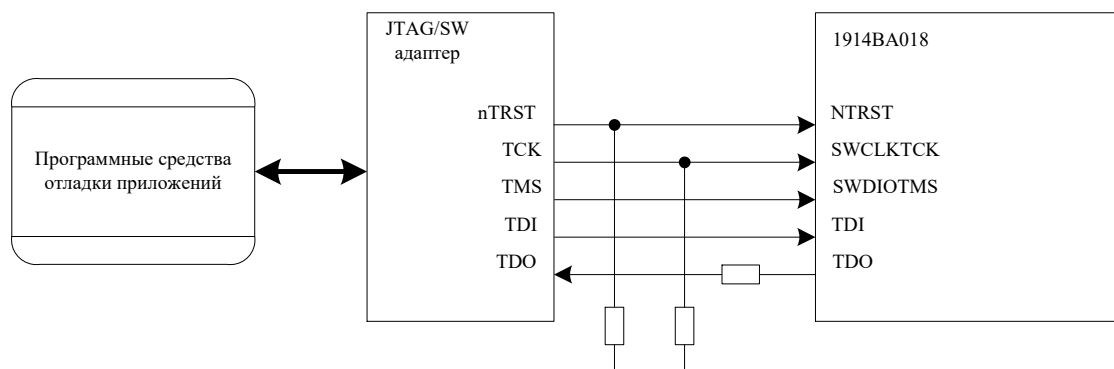 JTAG/SW
адаптер
1914ВА018
Программные средства
отладки приложений
nTRST
TCK
TMS
TDI
TDO
NTRST
SWCLKTCK
SWDIOTMS
TDI
TDO